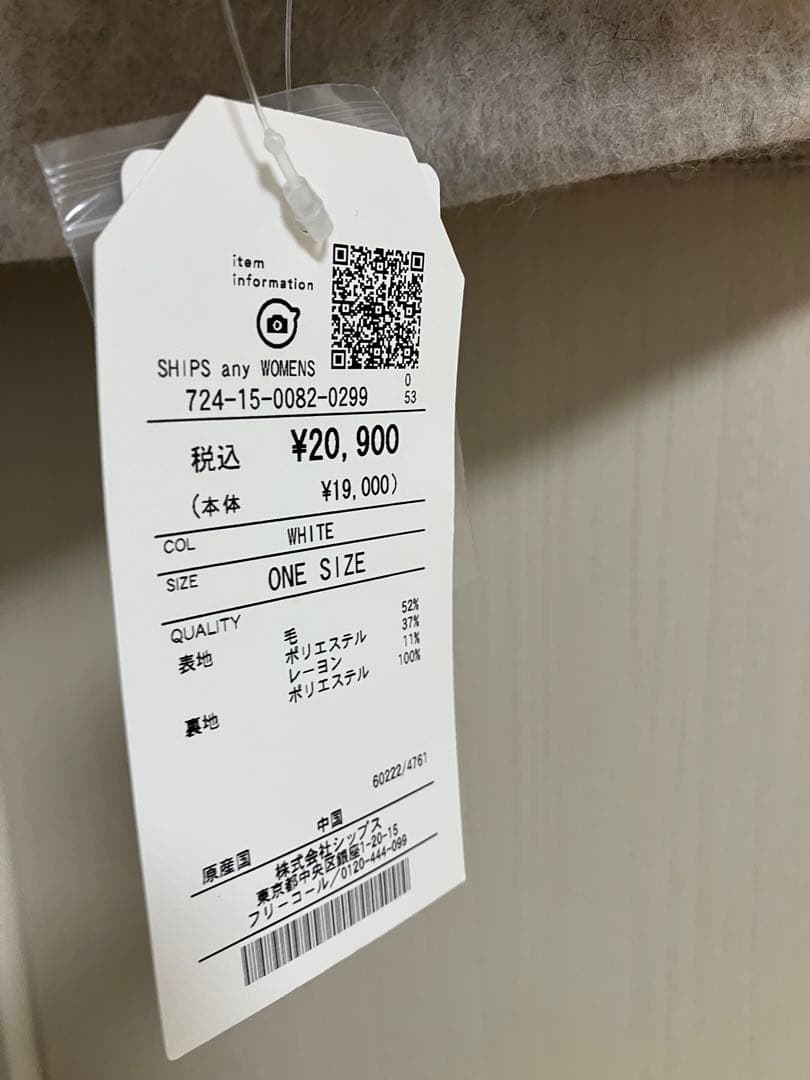 item
information
SHIPS any WOMENS
0
724-15-0082-0299 53
税込 ¥20,900
(本体 ¥19,000)
COL WHITE
SIZE ONE SIZE
QUALITY
表地 毛 52%
ポリエステル 37%
レーヨン 11%
裏地 ポリエステル 100%
60222/4761
原産国 中国
株式会社シップス
東京都中央区銀座1-20-15
フリーコール/0120-444-099